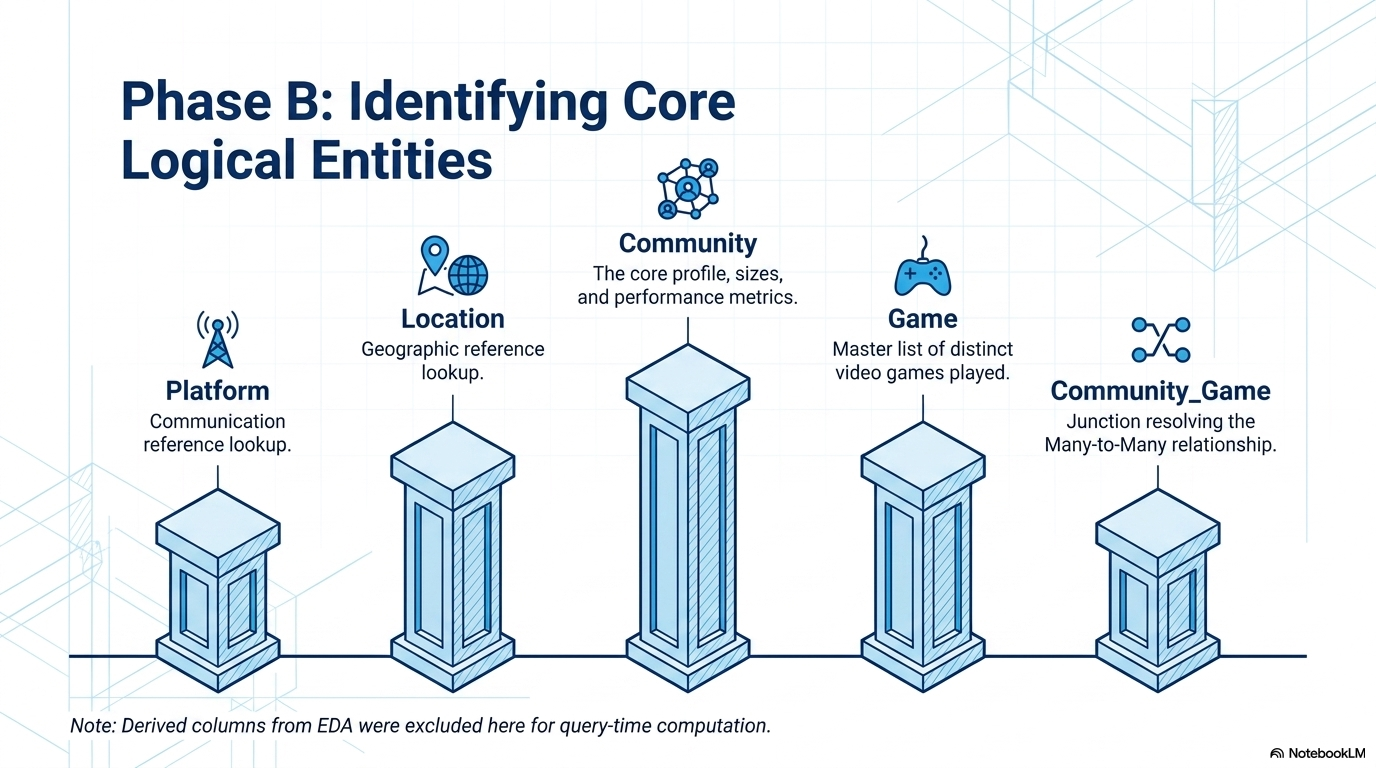 Phase B: Identifying Core
Logical Entities
Platform
Communication
reference lookup.
Location
Geographic reference
lookup.
Community
The core profile, sizes,
and performance metrics.
Game
Master list of distinct
video games played.
Community_Game
Junction resolving the
Many-to-Many relationship.
Note: Derived columns from EDA were excluded here for query-time computation.
NotebookLM